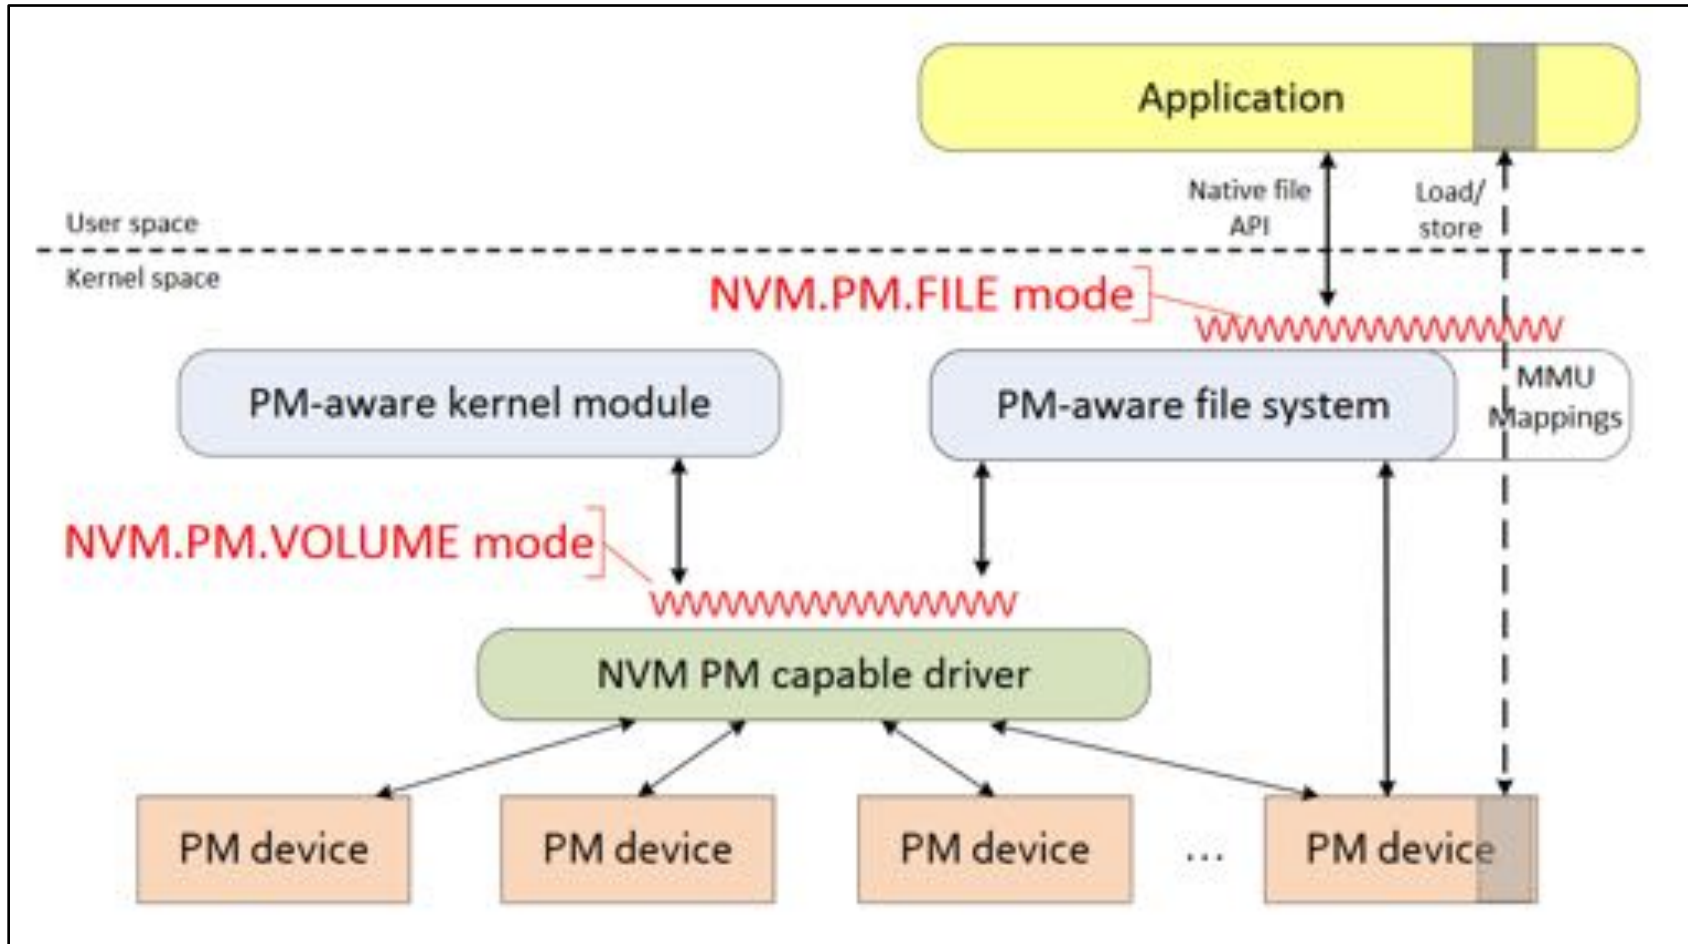 Application
Native file
API
Load/
store
User space
Kernel space
NVM.PM.FILE mode
PM-aware kernel module
PM-aware file system
MMU
Mappings
NVM.PM.VOLUME mode
NVM PM capable driver
PM device
PM device
PM device
...
PM device